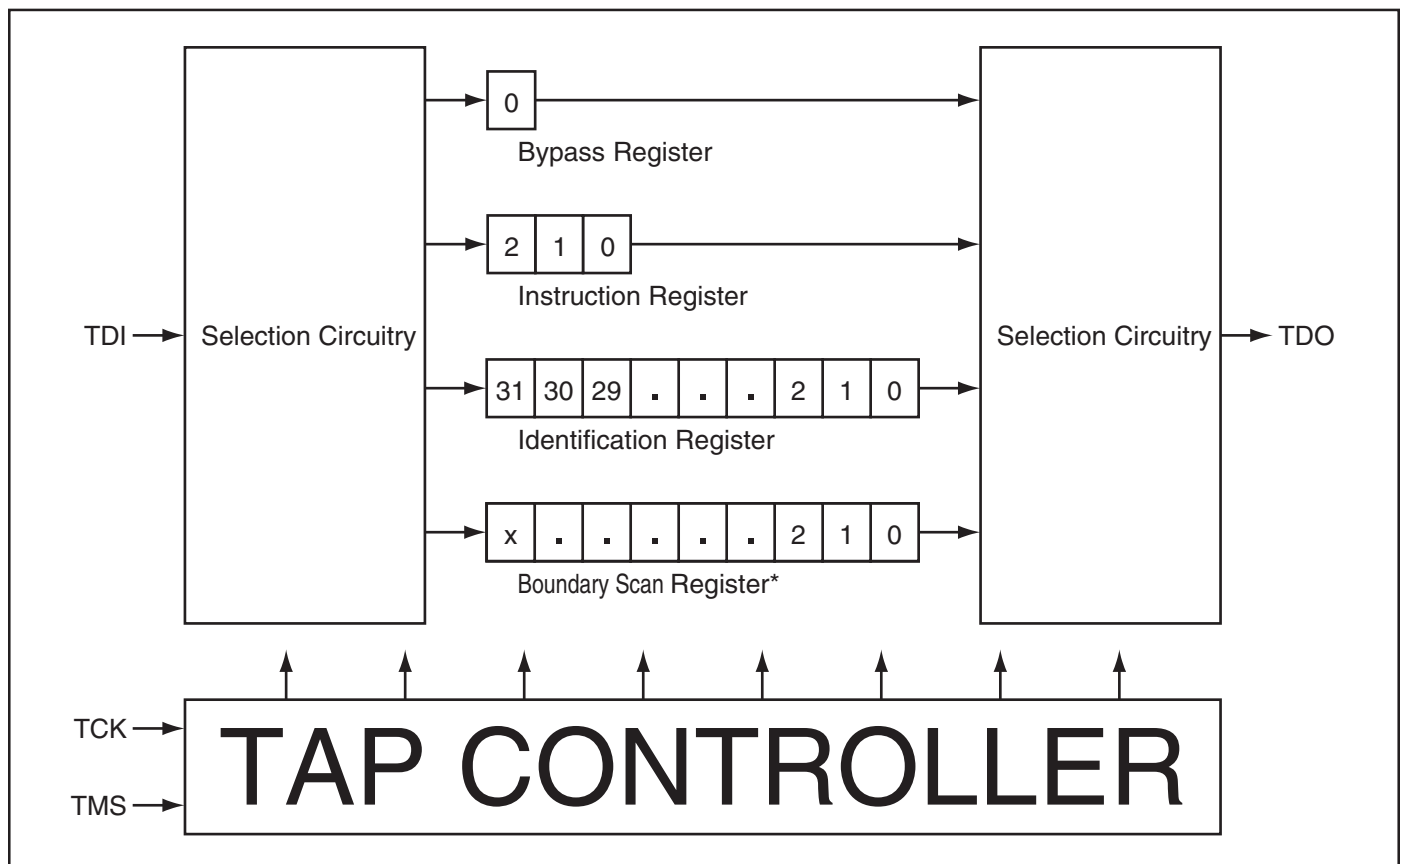 0
Bypass Register
2 1 0
Instruction Register
TDI
Selection Circuitry
Selection Circuitry
TDO
31 30 29 . . . 2 1 0
Identification Register
x . . . . . 2 1 0
Boundary Scan Register*
TCK
TAP CONTROLLER
TMS